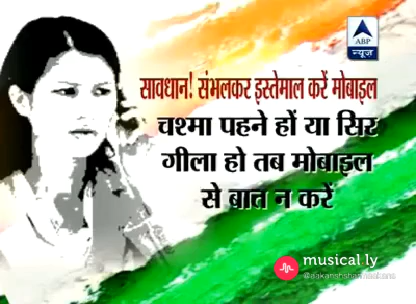 ABP
न्यूज़
सावधान! संभलकर इस्तेमाल करें मोबाइल
चश्मा पहने हों या सिर
गीला हो तब मोबाइल
से बात न करें
musical ly